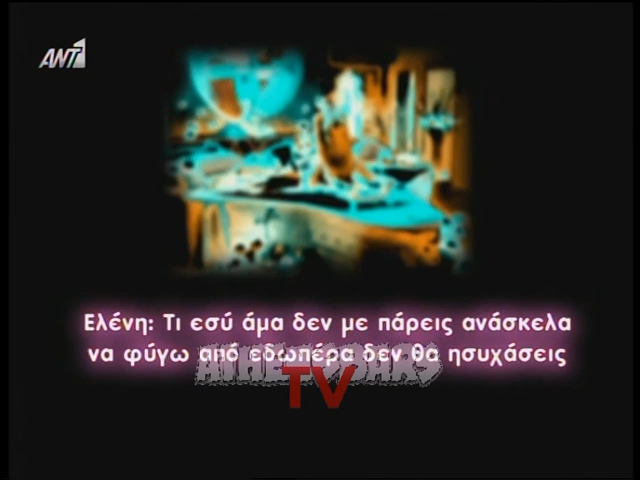 ANT1
Ελένη: Τι εσύ άμα δεν με πάρεις ανάσκελα
να φύγω από εδωπέρα δεν θα ησυχάσεις
TV